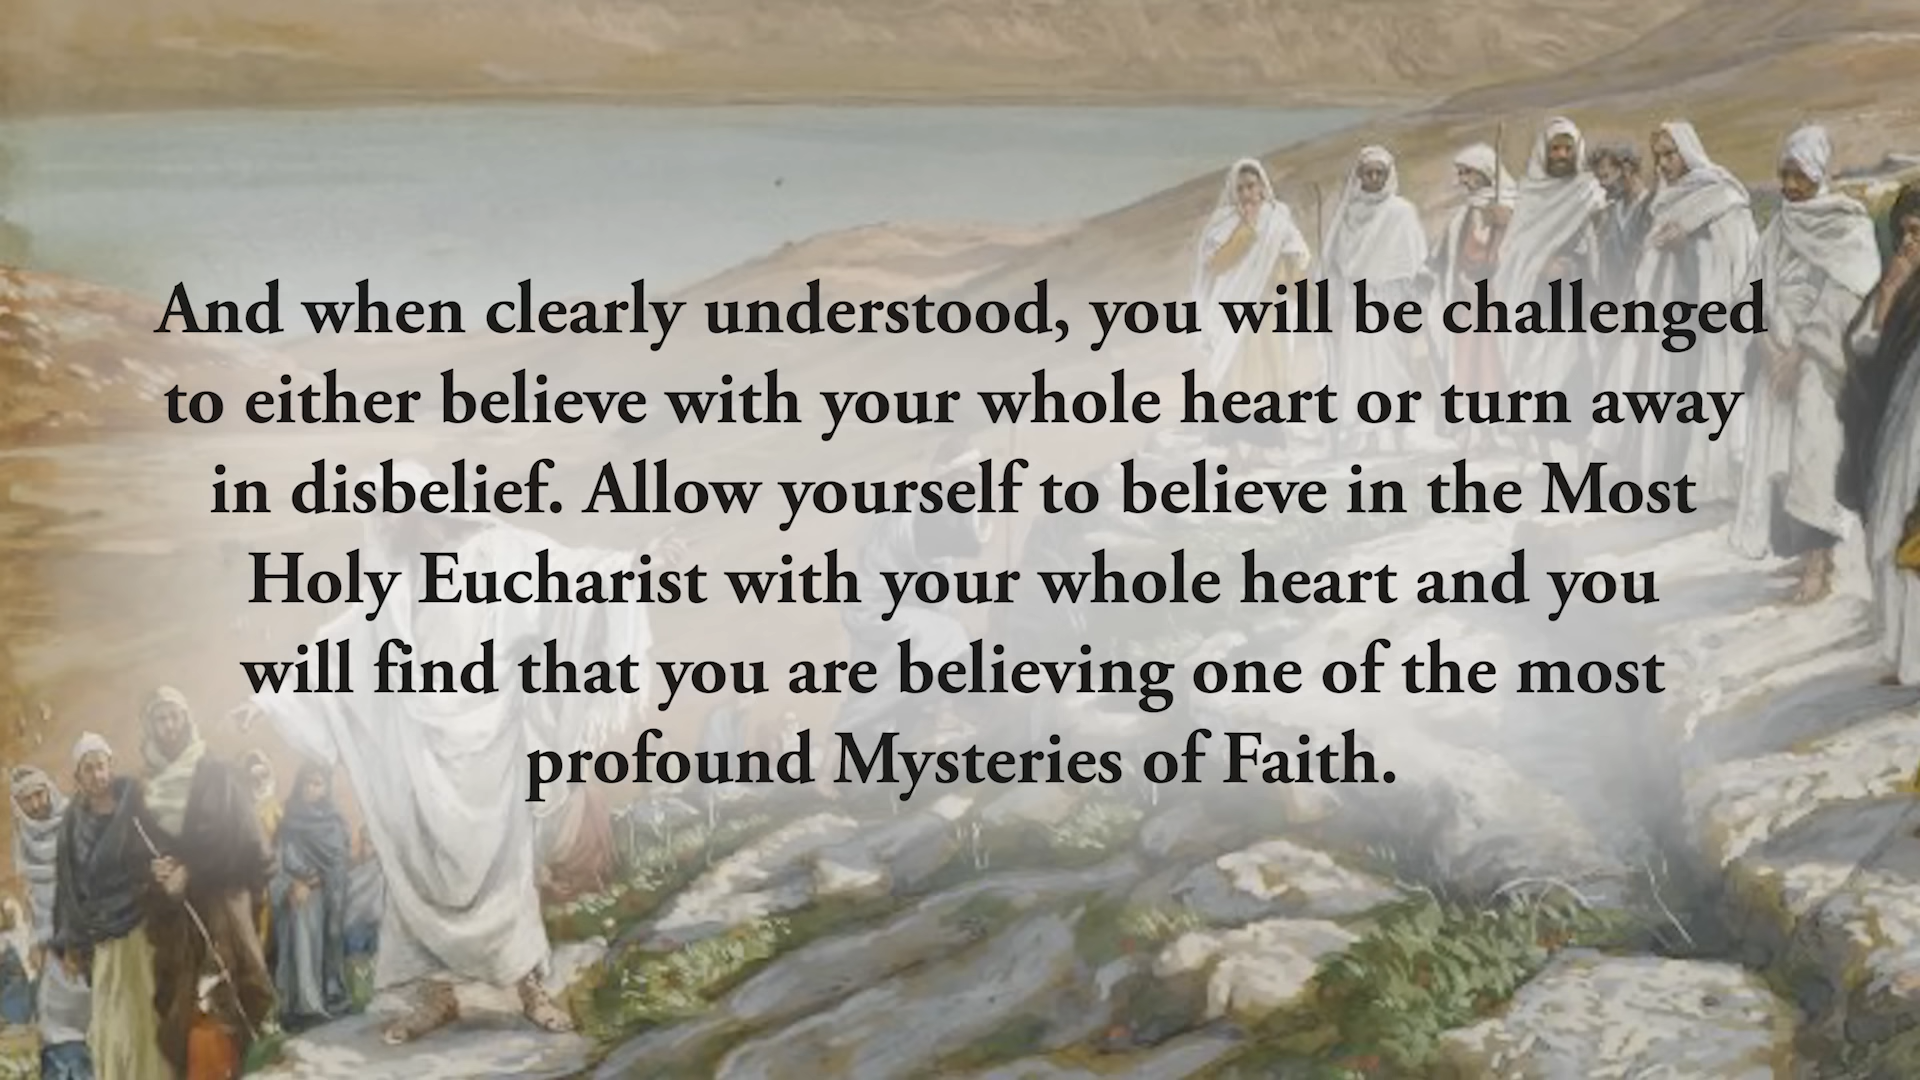 And when clearly understood, you will be challenged
to either believe with your whole heart or turn away
in disbelief. Allow yourself to believe in the Most
Holy Eucharist with your whole heart and you
will find that you are believing one of the most
profound Mysteries of Faith.